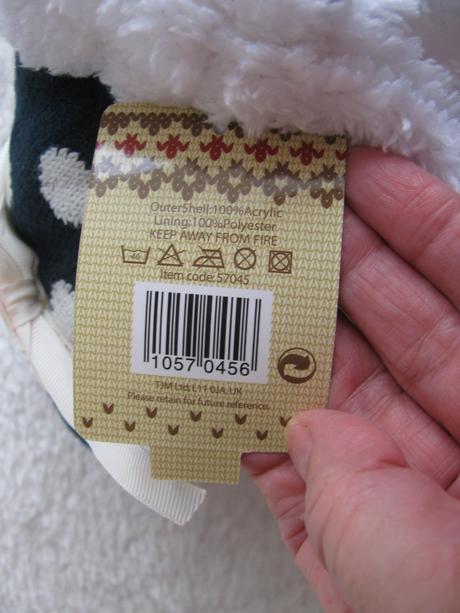 OuterShell:100%Acrylic
Lining:100%Polyester
KEEP AWAY FROM FIRE
40
Item code:57045
1057 0456
TJM Ltd, L11 0JA, UK
Please retain for future reference.